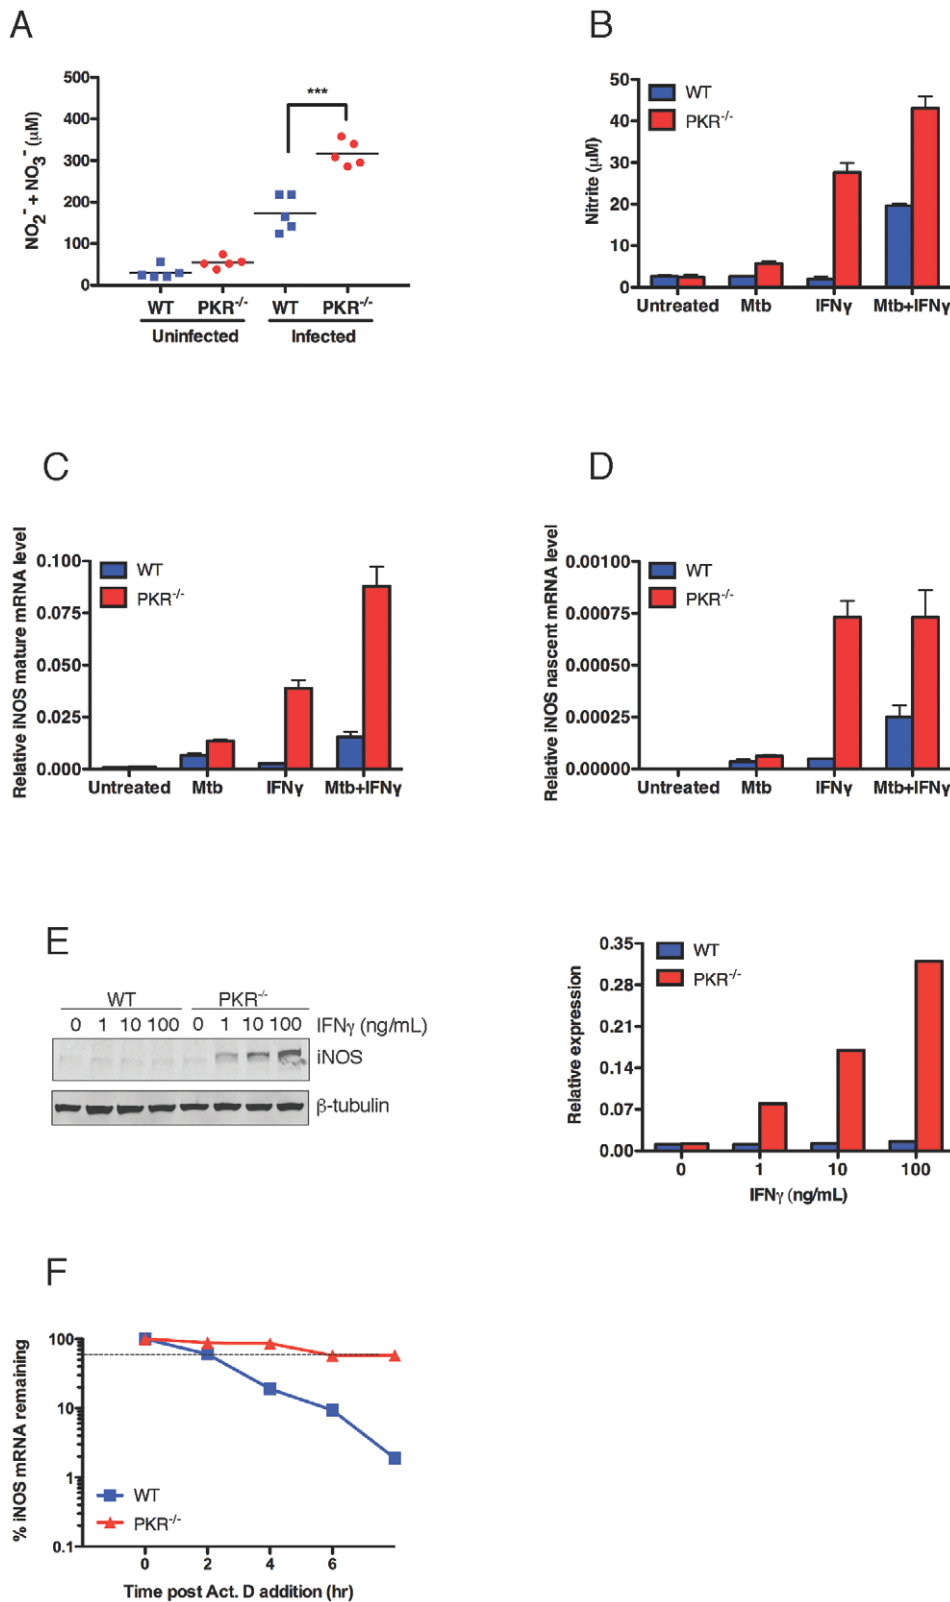 A
NO₂⁻ + NO₃⁻ (μM)
500
400
300
200
100
0
***
WT PKR⁻/⁻ WT PKR⁻/⁻
Uninfected Infected
B
Nitrite (μM)
50
40
30
20
10
0
WT
PKR⁻/⁻
Untreated Mtb IFNγ Mtb+IFNγ
C
Relative iNOS mature mRNA level
0.100
0.075
0.050
0.025
0.000
WT
PKR⁻/⁻
Untreated Mtb IFNγ Mtb+IFNγ
D
Relative iNOS nascent mRNA level
0.00100
0.00075
0.00050
0.00025
0.00000
WT
PKR⁻/⁻
Untreated Mtb IFNγ Mtb+IFNγ
E
WT PKR⁻/⁻
0 1 10 100 0 1 10 100 IFNγ (ng/mL)
iNOS
β-tubulin
Relative expression
0.35
0.28
0.21
0.14
0.07
0.00
WT
PKR⁻/⁻
0 1 10 100
IFNγ (ng/mL)
F
% iNOS mRNA remaining
100
10
1
0.1
WT
PKR⁻/⁻
0 2 4 6
Time post Act. D addition (hr)